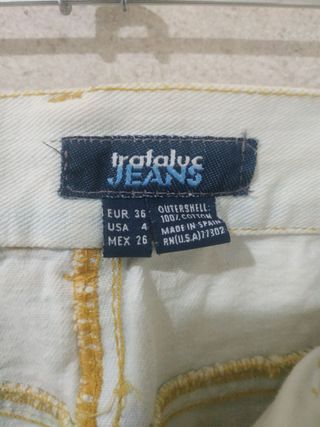 trafaluc
JEANS
EUR 36
USA 4
MEX 26
OUTERSHELL:
100% COTTON
MADE IN SPAIN
RN(U.S.A)77302